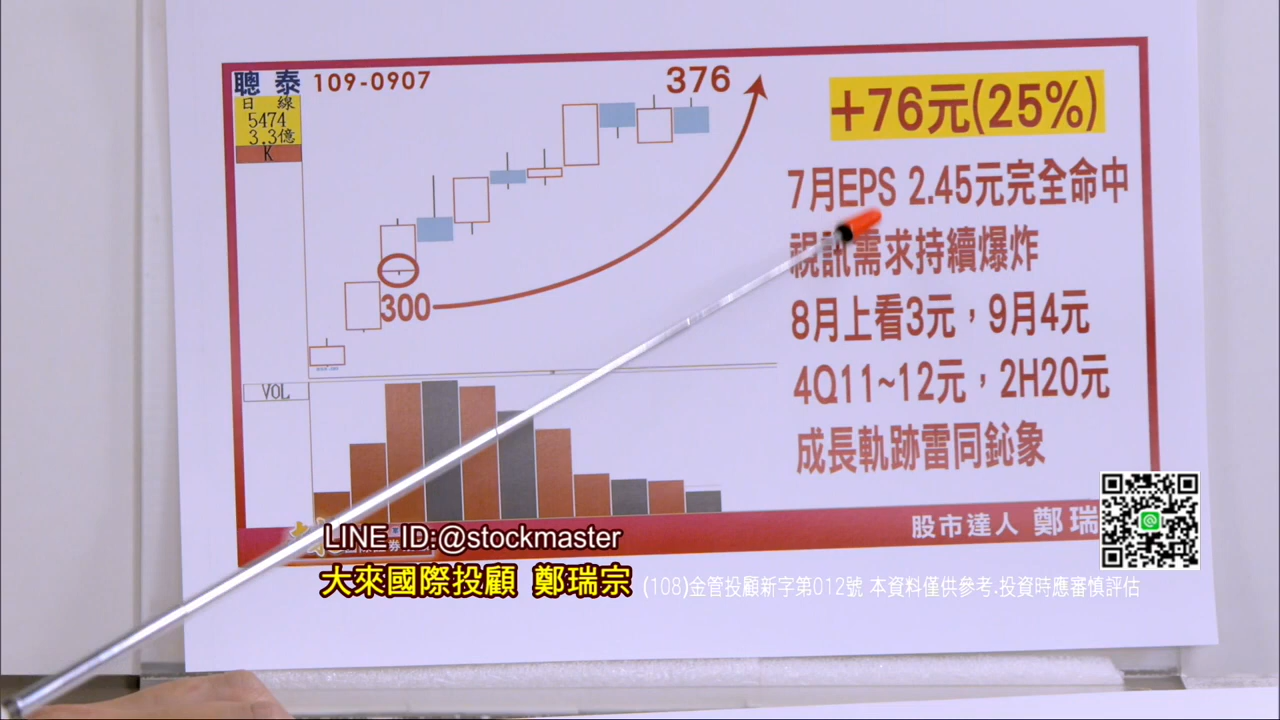 聰泰 109-0907
日線
5474
3.3億
K
376
300
VOL
+76元(25%)
7月EPS 2.45元完全命中
視訊需求持續爆炸
8月上看3元，9月4元
4Q11~12元，2H20元
成長軌跡雷同鈊象
股市達人 鄭瑞
LINE ID:@stockmaster
大來國際投顧 鄭瑞宗 (108)金管投顧新字第012號 本資料僅供參考.投資時應審慎評估